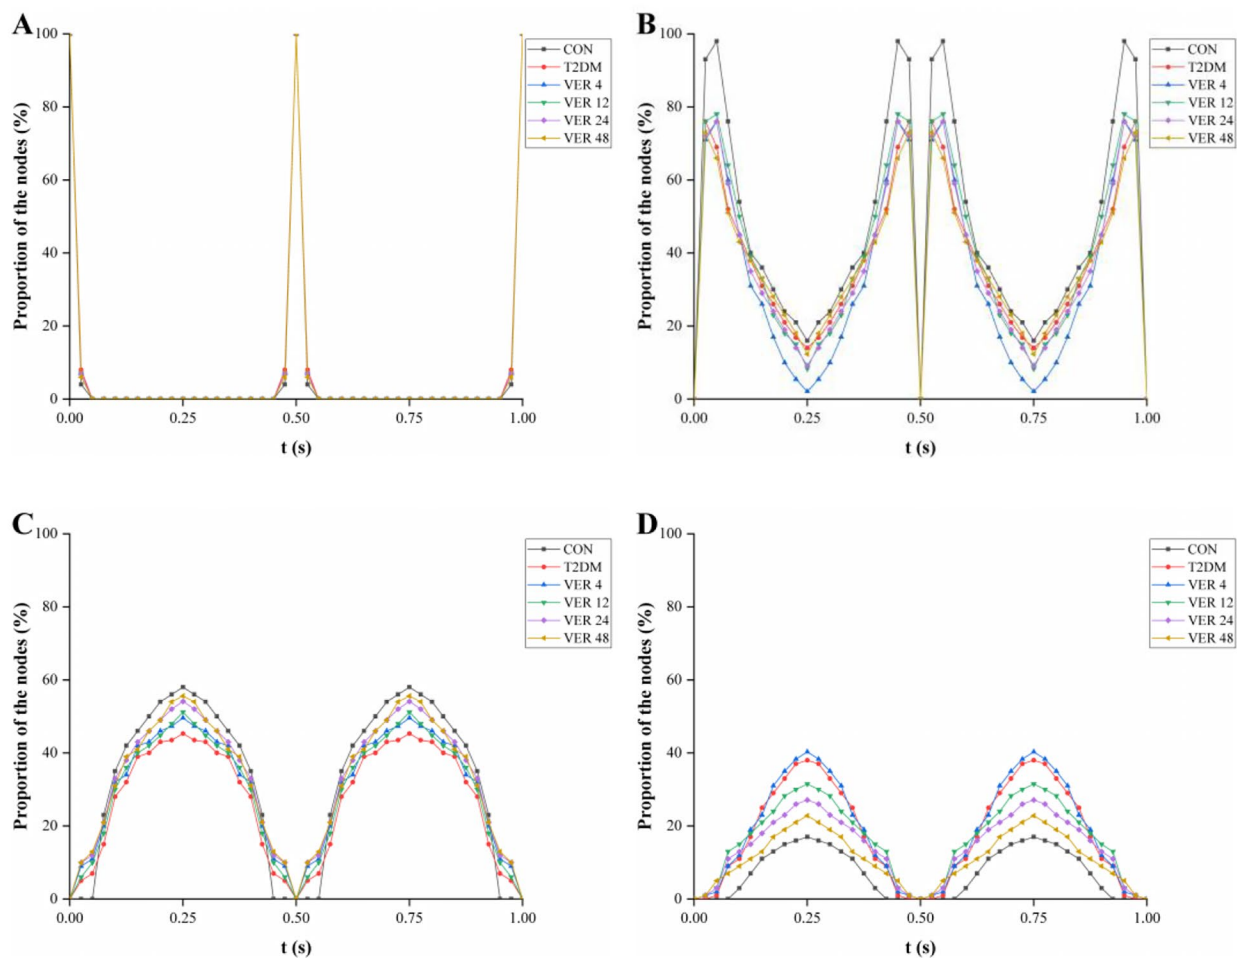 A
Proportion of the nodes (%)
100
80
60
40
20
0
0.00
0.25
0.50
0.75
1.00
t (s)
CON
T2DM
VER 4
VER 12
VER 24
VER 48
B
Proportion of the nodes (%)
100
80
60
40
20
0
0.00
0.25
0.50
0.75
1.00
t (s)
CON
T2DM
VER 4
VER 12
VER 24
VER 48
C
Proportion of the nodes (%)
100
80
60
40
20
0
0.00
0.25
0.50
0.75
1.00
t (s)
CON
T2DM
VER 4
VER 12
VER 24
VER 48
D
Proportion of the nodes (%)
100
80
60
40
20
0
0.00
0.25
0.50
0.75
1.00
t (s)
CON
T2DM
VER 4
VER 12
VER 24
VER 48